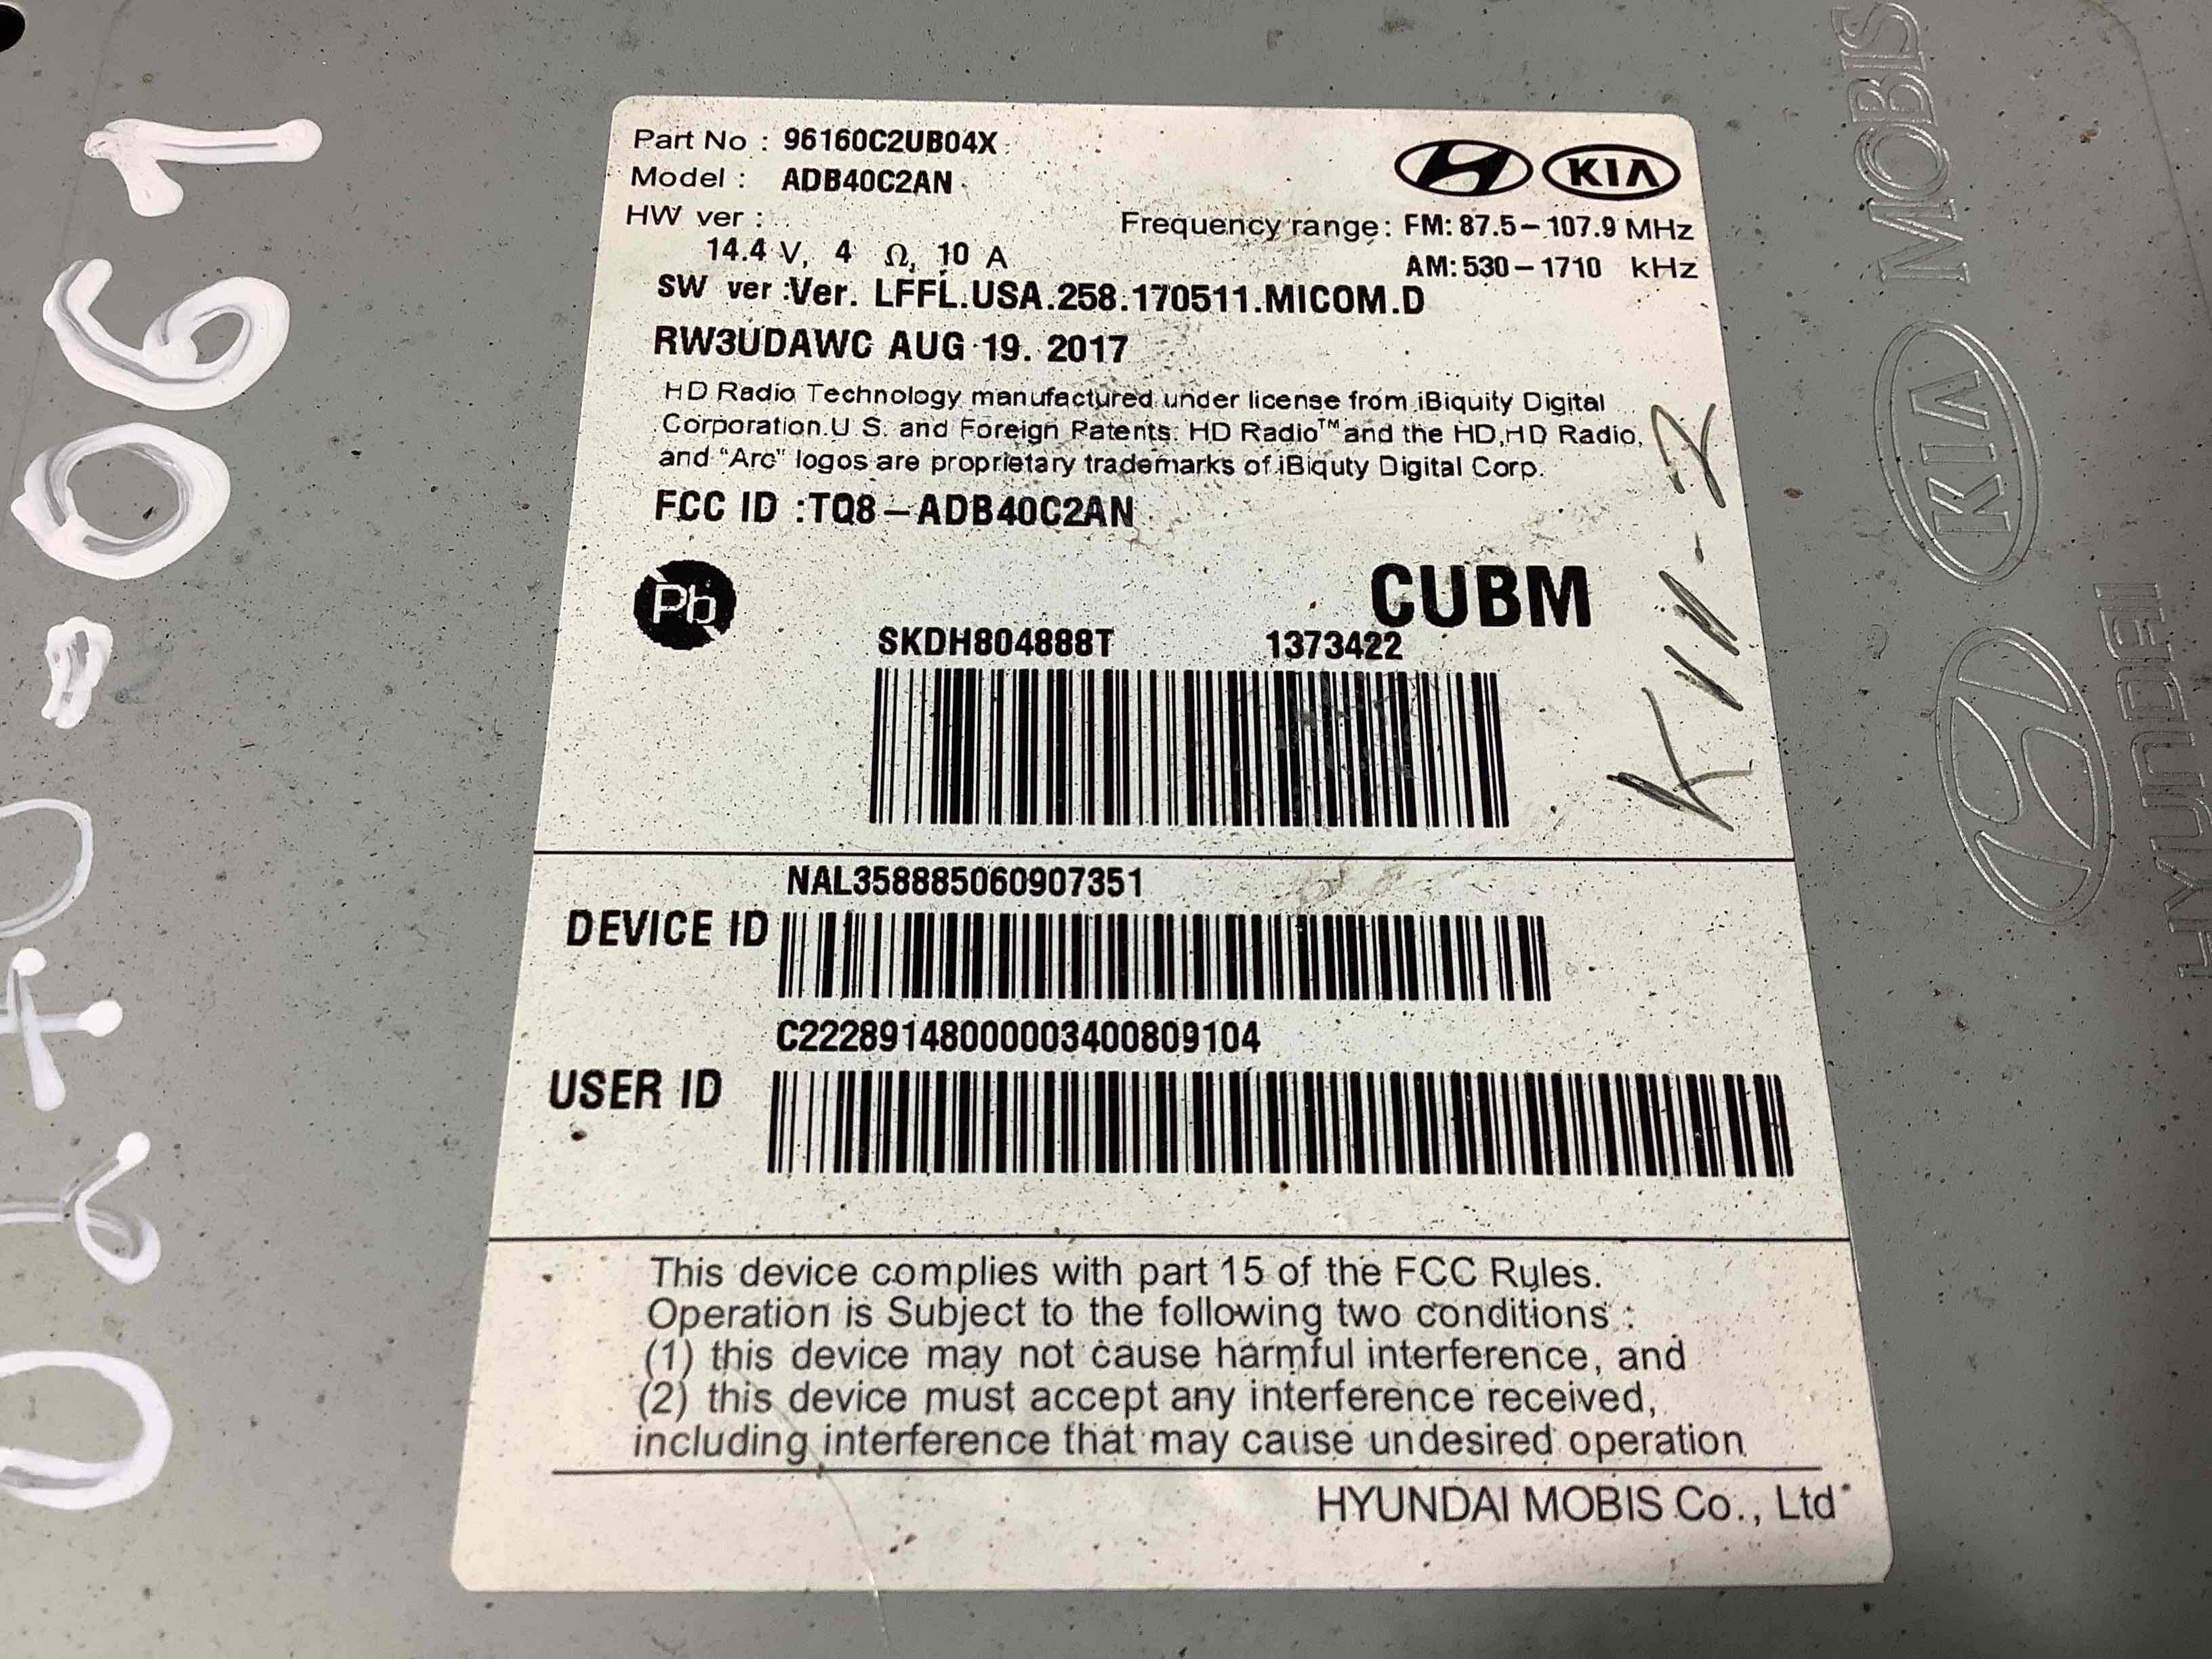 Part No : 96160C2UB04X
Model : ADB40C2AN
HW ver :
14.4 V, 4 Ω, 10 A
KIA
Frequency range: FM: 87.5-107.9 MHz
AM: 530-1710 kHz
SW ver :Ver. LFFL.USA.258.170511.MICOM.D
RW3UDAWC AUG 19. 2017
HD Radio Technology manufactured under license from iBiquity Digital
Corporation.U.S. and Foreign Patents. HD Radio™ and the HD,HD Radio,
and "Arc" logos are proprietary trademarks of iBiquty Digital Corp.
FCC ID :TQ8-ADB40C2AN
Pb
CUBM
SKDH804888T 1373422
NAL358885060907351
DEVICE ID
C22289148000003400809104
USER ID
This device complies with part 15 of the FCC Rules.
Operation is Subject to the following two conditions :
(1) this device may not cause harmful interference, and
(2) this device must accept any interference received,
including interference that may cause undesired operation
HYUNDAI MOBIS Co., Ltd
MOBIS
KIA
HYUNDAI
-061